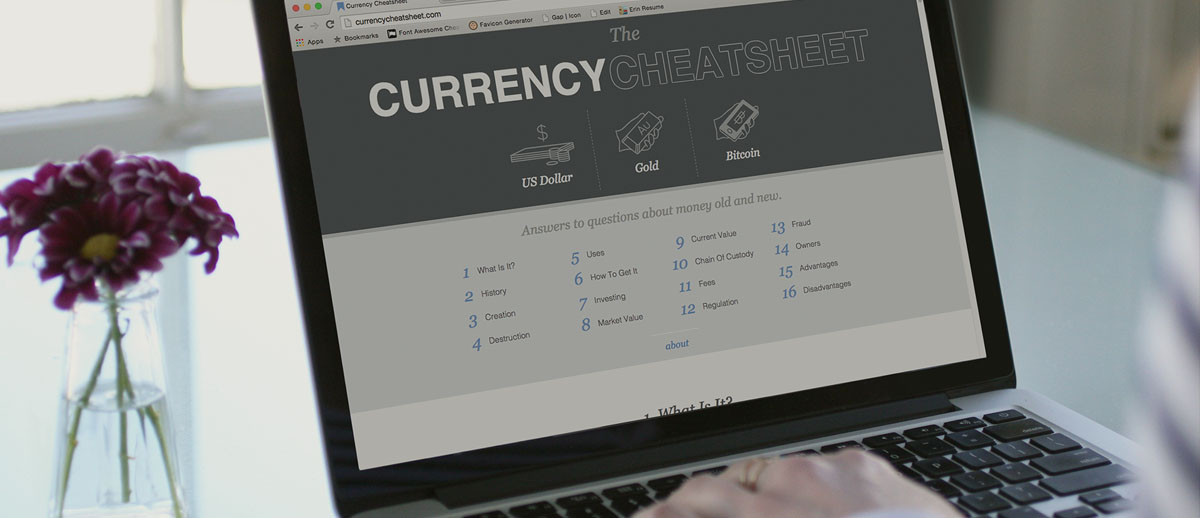 Currency Cheatsheet
currencycheatsheet.com
Apps Bookmarks Font Awesome Favicon Generator Gap | Icon Edit Erin Resume
The
CURRENCY CHEATSHEET
$ AU
US Dollar Gold Bitcoin
Answers to questions about money old and new.
1 What Is It? 5 Uses 9 Current Value 13 Fraud
2 History 6 How To Get It 10 Chain Of Custody 14 Owners
3 Creation 7 Investing 11 Fees 15 Advantages
4 Destruction 8 Market Value 12 Regulation 16 Disadvantages
about
1. What Is It?